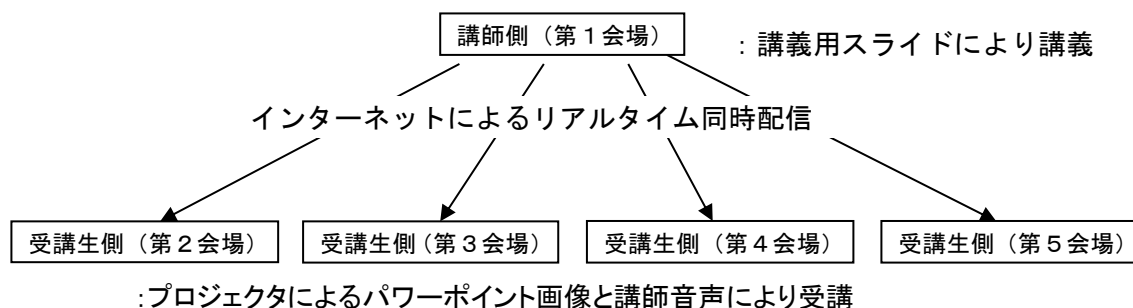 講師側（第１会場）
：講義用スライドにより講義
インターネットによるリアルタイム同時配信
受講生側（第２会場）
受講生側（第３会場）
受講生側（第４会場）
受講生側（第５会場）
：プロジェクタによるパワーポイント画像と講師音声により受講